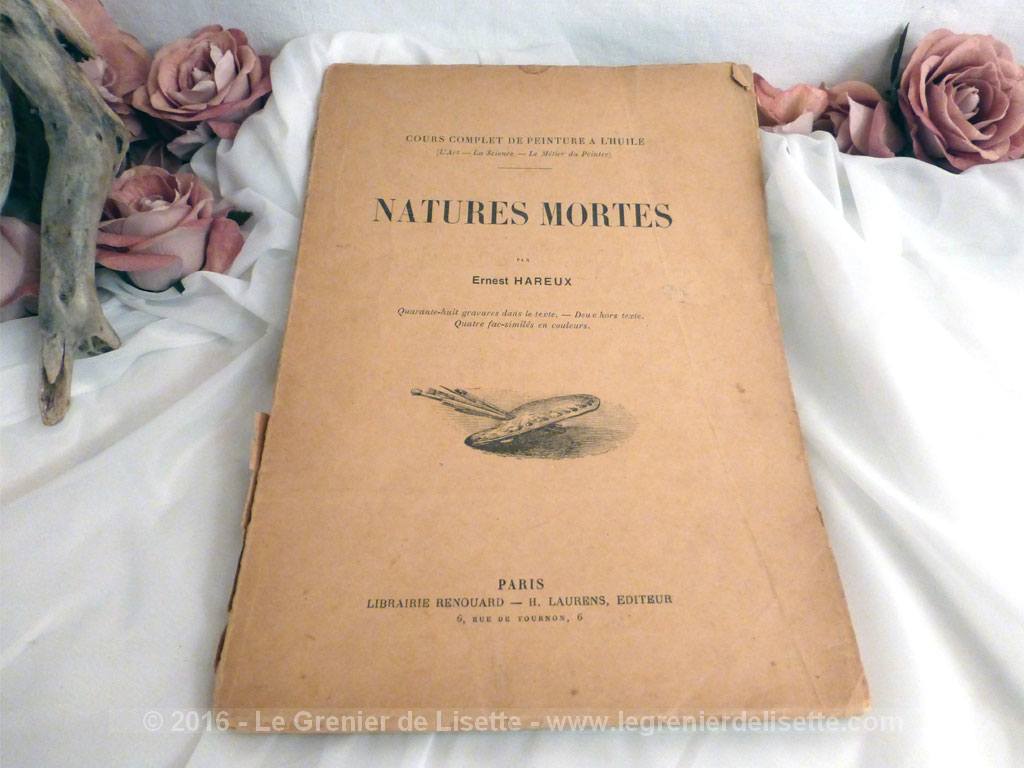 COURS COMPLET DE PEINTURE A L'HUILE
(L'Art — La Science — Le Métier du Peintre)
NATURES MORTES
PAR
Ernest HAREUX
Quarante-huit gravures dans le texte. — Deux hors texte.
Quatre fac-similés en couleurs.
PARIS
LIBRAIRIE RENOUARD — H. LAURENS, EDITEUR
6, RUE DE TOURNON, 6
© 2016 - Le Grenier de Lisette - www.legrenierdelisette.com